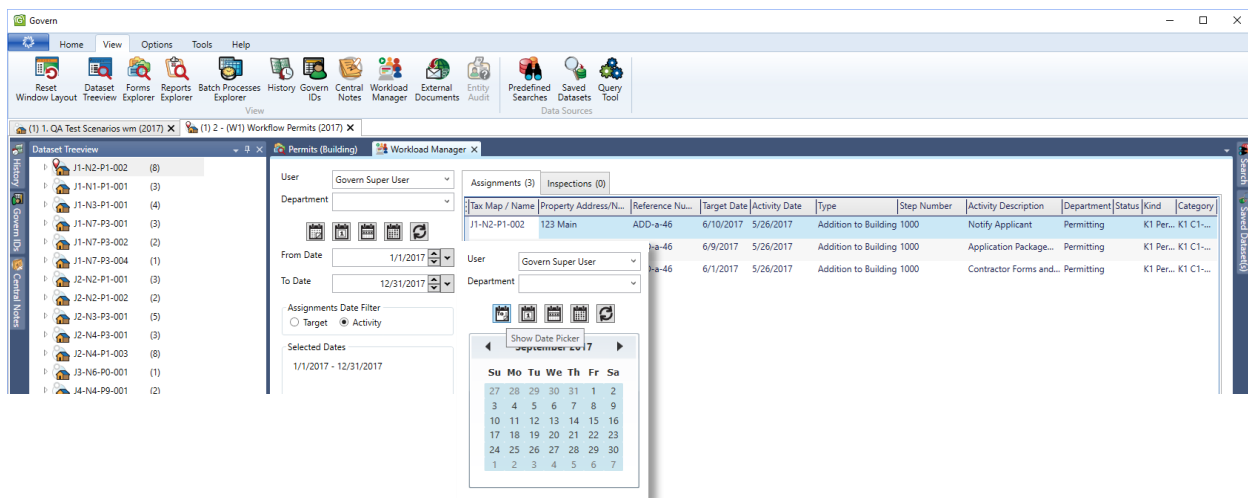 Govern
Home View Options Tools Help
Reset Window Layout
Dataset Treeview
Forms Explorer
Reports Explorer
Batch Processes Explorer
History
Govern IDs
Central Notes
Workload Manager
External Documents
Entity Audit
Predefined Searches
Saved Datasets
Query Tool
View
Data Sources
(1) 1. QA Test Scenarios wm (2017) X
(1) 2 - (W1) Workflow Permits (2017) X
History
Govern IDs
Central Notes
Dataset Treeview
J1-N2-P1-002 (8)
J1-N1-P1-001 (3)
J1-N3-P1-001 (4)
J1-N7-P3-001 (3)
J1-N7-P3-002 (2)
J1-N7-P3-004 (1)
J2-N2-P1-001 (3)
J2-N2-P1-002 (2)
J2-N3-P3-001 (5)
J2-N4-P3-001 (3)
J2-N4-P1-003 (8)
J3-N6-P0-001 (1)
J4-N4-P9-001 (2)
Permits (Building)
Workload Manager X
User Govern Super User
Department
From Date 1/1/2017
To Date 12/31/2017
Assignments Date Filter
Target Activity
Selected Dates
1/1/2017 - 12/31/2017
Assignments (3) Inspections (0)
Tax Map / Name Property Address/N... Reference Nu... Target Date Activity Date Type Step Number Activity Description Department Status Kind Category
J1-N2-P1-002 123 Main ADD-a-46 6/10/2017 5/26/2017 Addition to Building 1000 Notify Applicant Permitting K1 Per... K1 C1-...
-a-46 6/9/2017 5/26/2017 Addition to Building 1000 Application Package... Permitting K1 Per... K1 C1-...
-a-46 6/1/2017 5/26/2017 Addition to Building 1000 Contractor Forms and... Permitting K1 Per... K1 C1-...
User Govern Super User
Department
Show Date Picker
September 2017
Su Mo Tu We Th Fr Sa
27 28 29 30 31 1 2
3 4 5 6 7 8 9
10 11 12 13 14 15 16
17 18 19 20 21 22 23
24 25 26 27 28 29 30
1 2 3 4 5 6 7
Search
Saved Dataset(s)